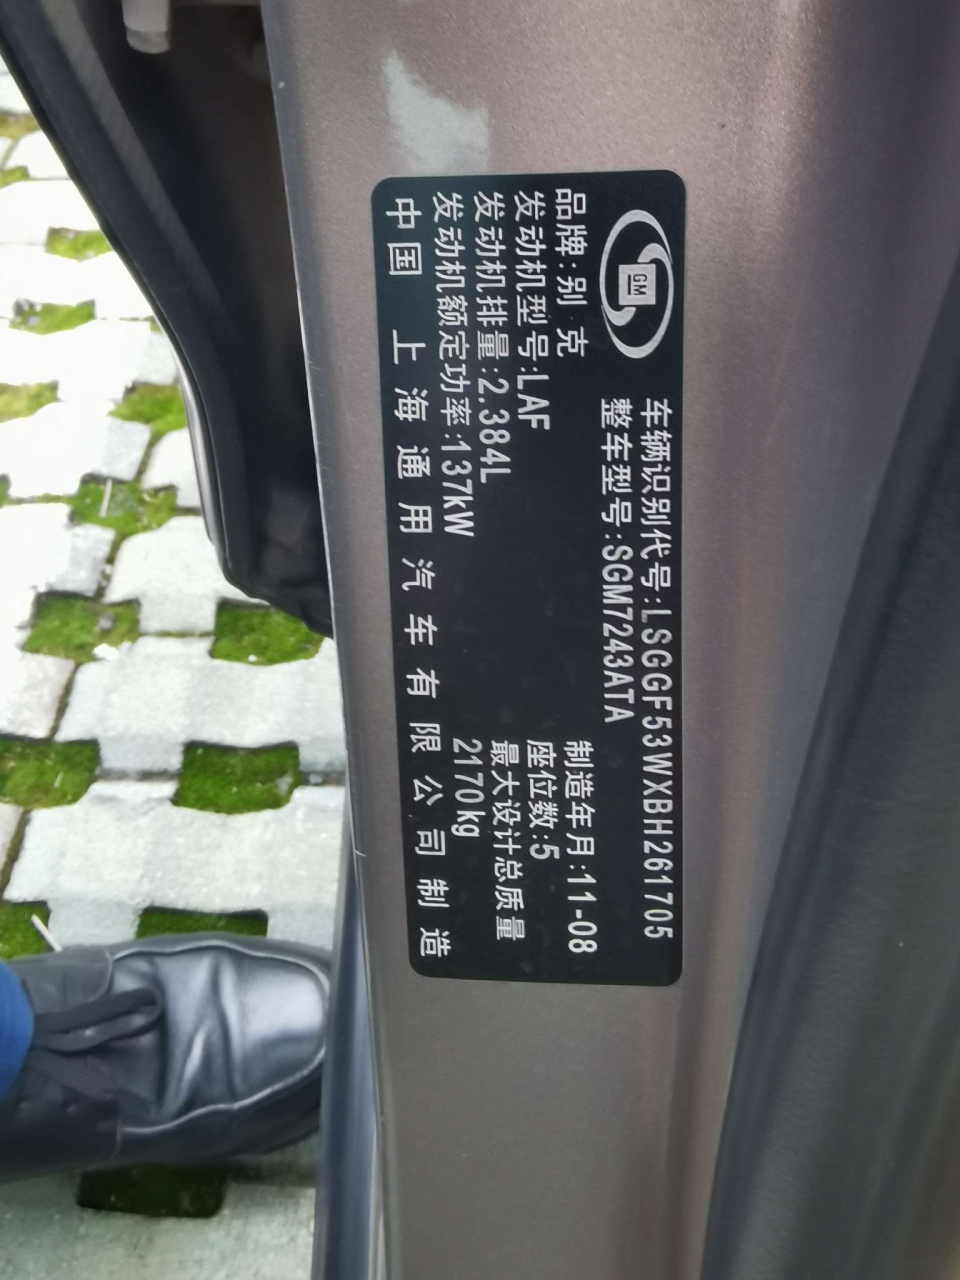 GM
车辆识别代号:LSGGF53WXBH261705
整车型号:SGM7243ATA
品牌:别克
制造年月:11-08
发动机型号:LAF
座位数:5
发动机排量:2.384L
最大设计总质量
发动机额定功率:137kW
2170kg
中国 上海通用汽车有限公司制造